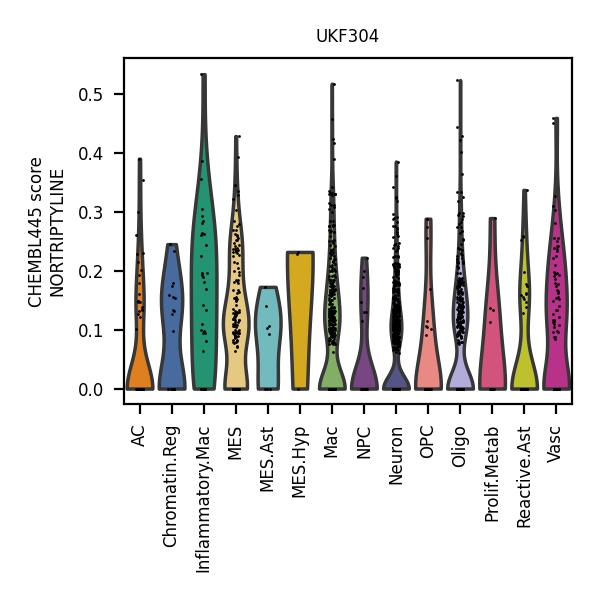 UKF304
CHEMBL445 score
NORTRIPTYLINE
0.5
0.4
0.3
0.2
0.1
0.0
AC
Chromatin.Reg
Inflammatory.Mac
MES
MES.Ast
MES.Hyp
Mac
NPC
Neuron
OPC
Oligo
Prolif.Metab
Reactive.Ast
Vasc